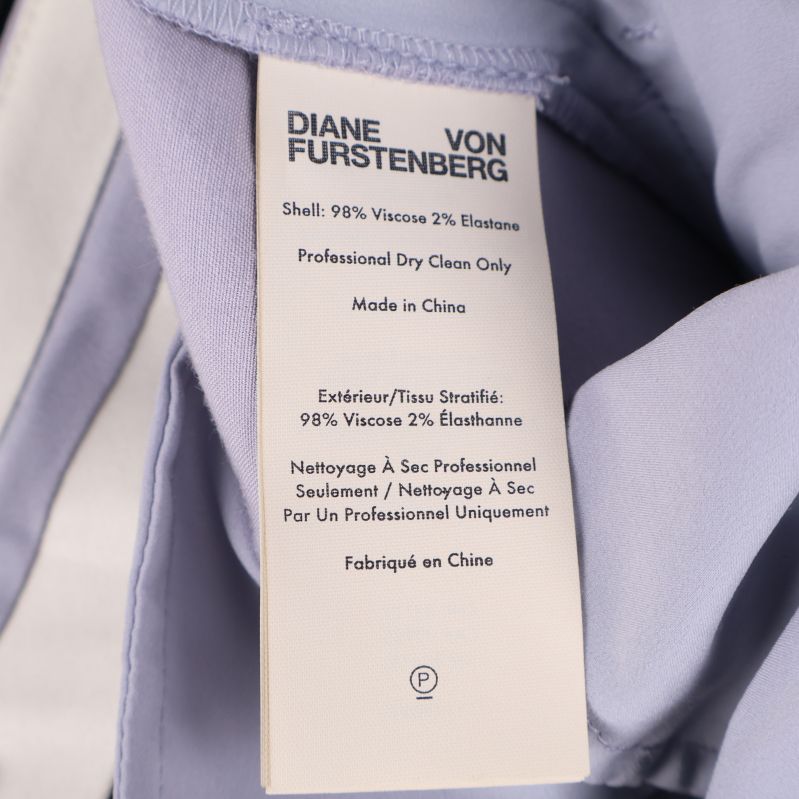 DIANE VON
FURSTENBERG
Shell: 98% Viscose 2% Elastane
Professional Dry Clean Only
Made in China
Extérieur/Tissu Stratifié:
98% Viscose 2% Élasthanne
Nettoyage À Sec Professionnel
Seulement / Nettoyage À Sec
Par Un Professionnel Uniquement
Fabriqué en Chine
P